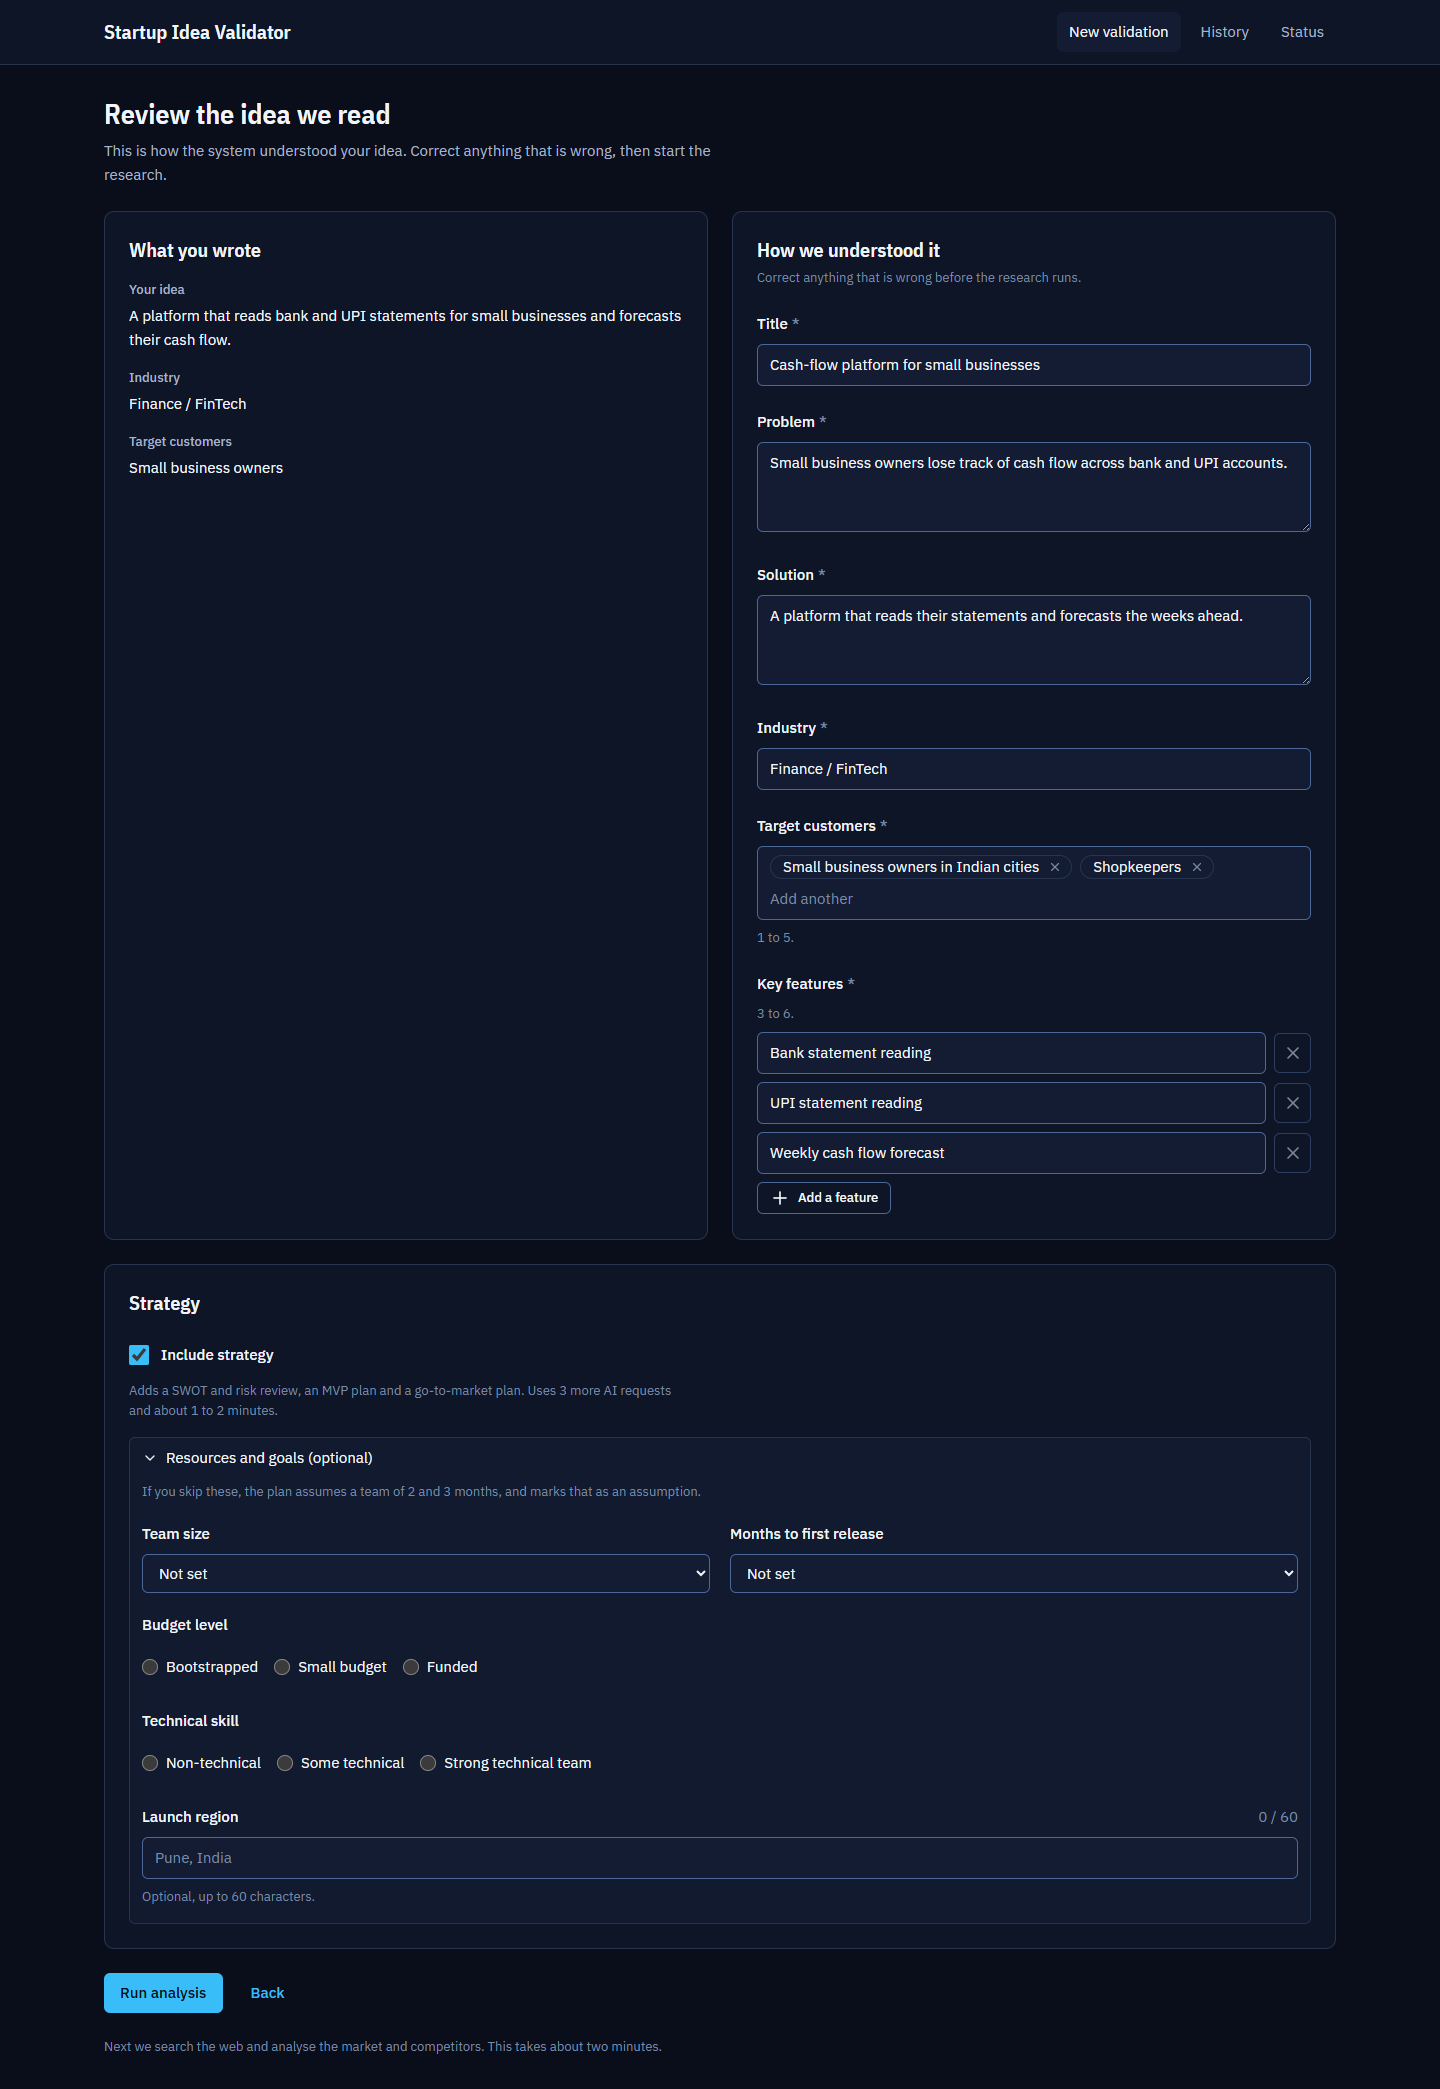 Startup Idea Validator
New validation
History
Status
Review the idea we read
This is how the system understood your idea. Correct anything that is wrong, then start the
research.
What you wrote
Your idea
A platform that reads bank and UPI statements for small businesses and forecasts
their cash flow.
Industry
Finance / FinTech
Target customers
Small business owners
How we understood it
Correct anything that is wrong before the research runs.
Title *
Cash-flow platform for small businesses
Problem *
Small business owners lose track of cash flow across bank and UPI accounts.
Solution *
A platform that reads their statements and forecasts the weeks ahead.
Industry *
Finance / FinTech
Target customers *
Small business owners in Indian cities
Shopkeepers
Add another
1 to 5.
Key features *
3 to 6.
Bank statement reading
UPI statement reading
Weekly cash flow forecast
Add a feature
Strategy
Include strategy
Adds a SWOT and risk review, an MVP plan and a go-to-market plan. Uses 3 more AI requests
and about 1 to 2 minutes.
Resources and goals (optional)
If you skip these, the plan assumes a team of 2 and 3 months, and marks that as an assumption.
Team size
Months to first release
Not set
Not set
Budget level
Bootstrapped
Small budget
Funded
Technical skill
Non-technical
Some technical
Strong technical team
Launch region
0 / 60
Pune, India
Optional, up to 60 characters.
Run analysis
Back
Next we search the web and analyse the market and competitors. This takes about two minutes.